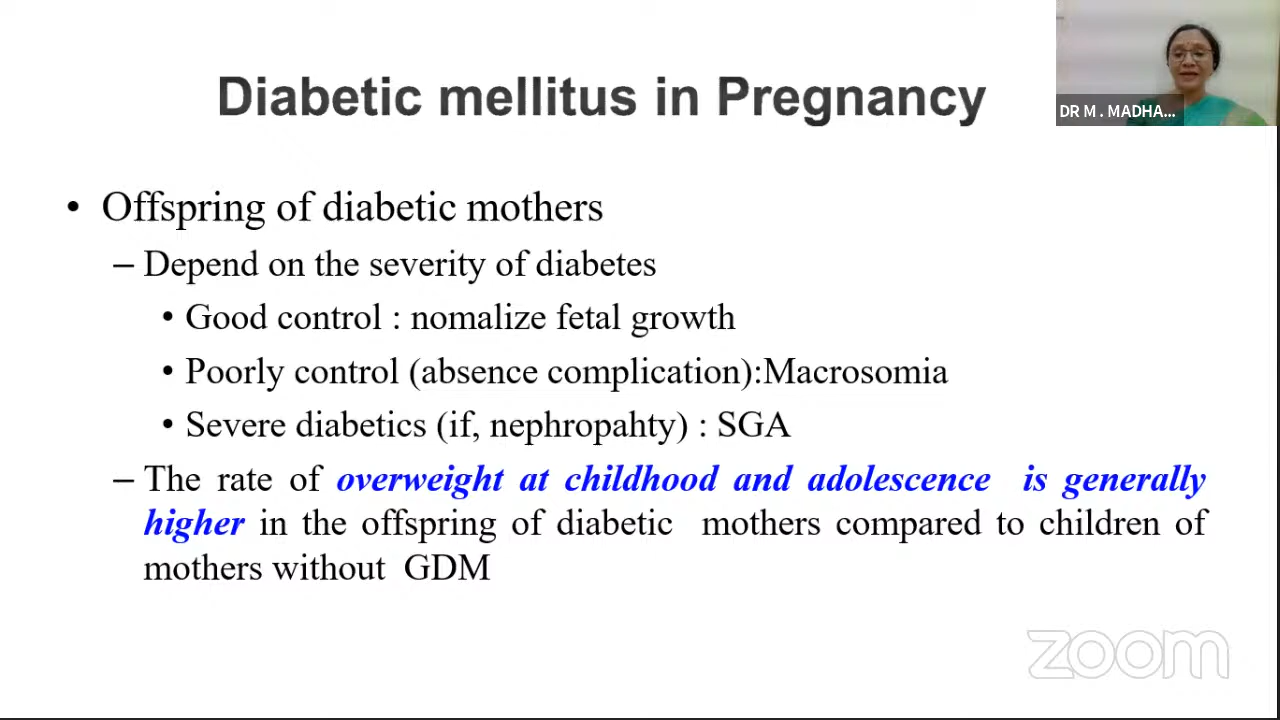 Diabetic mellitus in Pregnancy
DR M . MADHA...
• Offspring of diabetic mothers
– Depend on the severity of diabetes
• Good control : nomalize fetal growth
• Poorly control (absence complication):Macrosomia
• Severe diabetics (if, nephropahty) : SGA
– The rate of overweight at childhood and adolescence is generally
higher in the offspring of diabetic mothers compared to children of
mothers without GDM
zoom